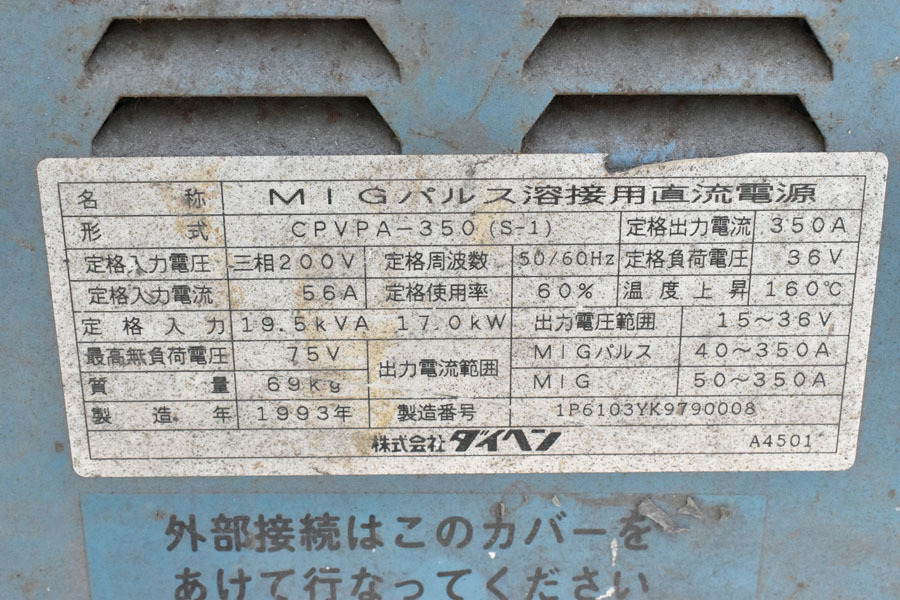 名称 MIGパルス溶接用直流電源
形式 CPVPA-350 (S-1) 定格出力電流 350A
定格入力電圧 三相200V 定格周波数 50/60Hz 定格負荷電圧 36V
定格入力電流 56A 定格使用率 60% 温度上昇 160℃
定格入力 19.5kVA 17.0kW 出力電圧範囲 15～36V
最高無負荷電圧 75V 出力電流範囲 MIGパルス 40～350A
質量 69kg MIG 50～350A
製造年 1993年 製造番号 1P6103YK9790008
株式会社ダイヘン A4501
外部接続はこのカバーを
あけて行なってください